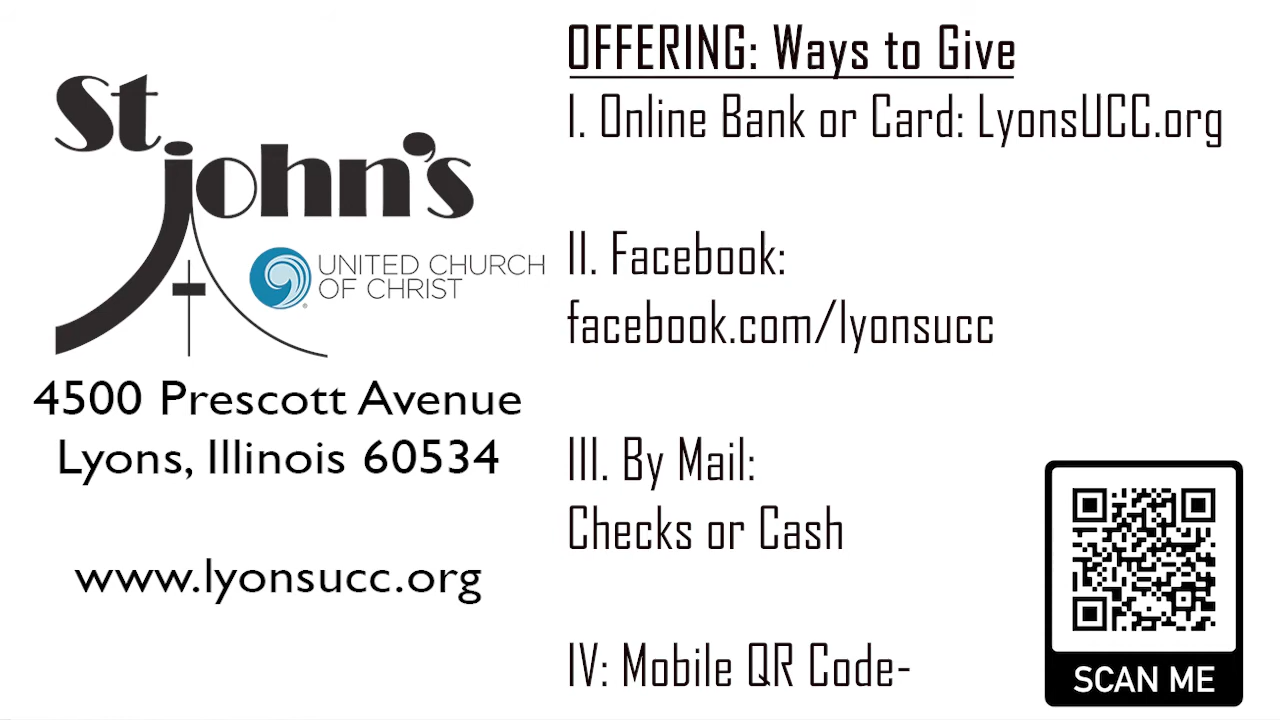 St
john's
UNITED CHURCH
OF CHRIST
4500 Prescott Avenue
Lyons, Illinois 60534
www.lyonsucc.org
OFFERING: Ways to Give
I. Online Bank or Card: LyonsUCC.org
II. Facebook:
facebook.com/lyonsucc
III. By Mail:
Checks or Cash
IV: Mobile QR Code-
SCAN ME